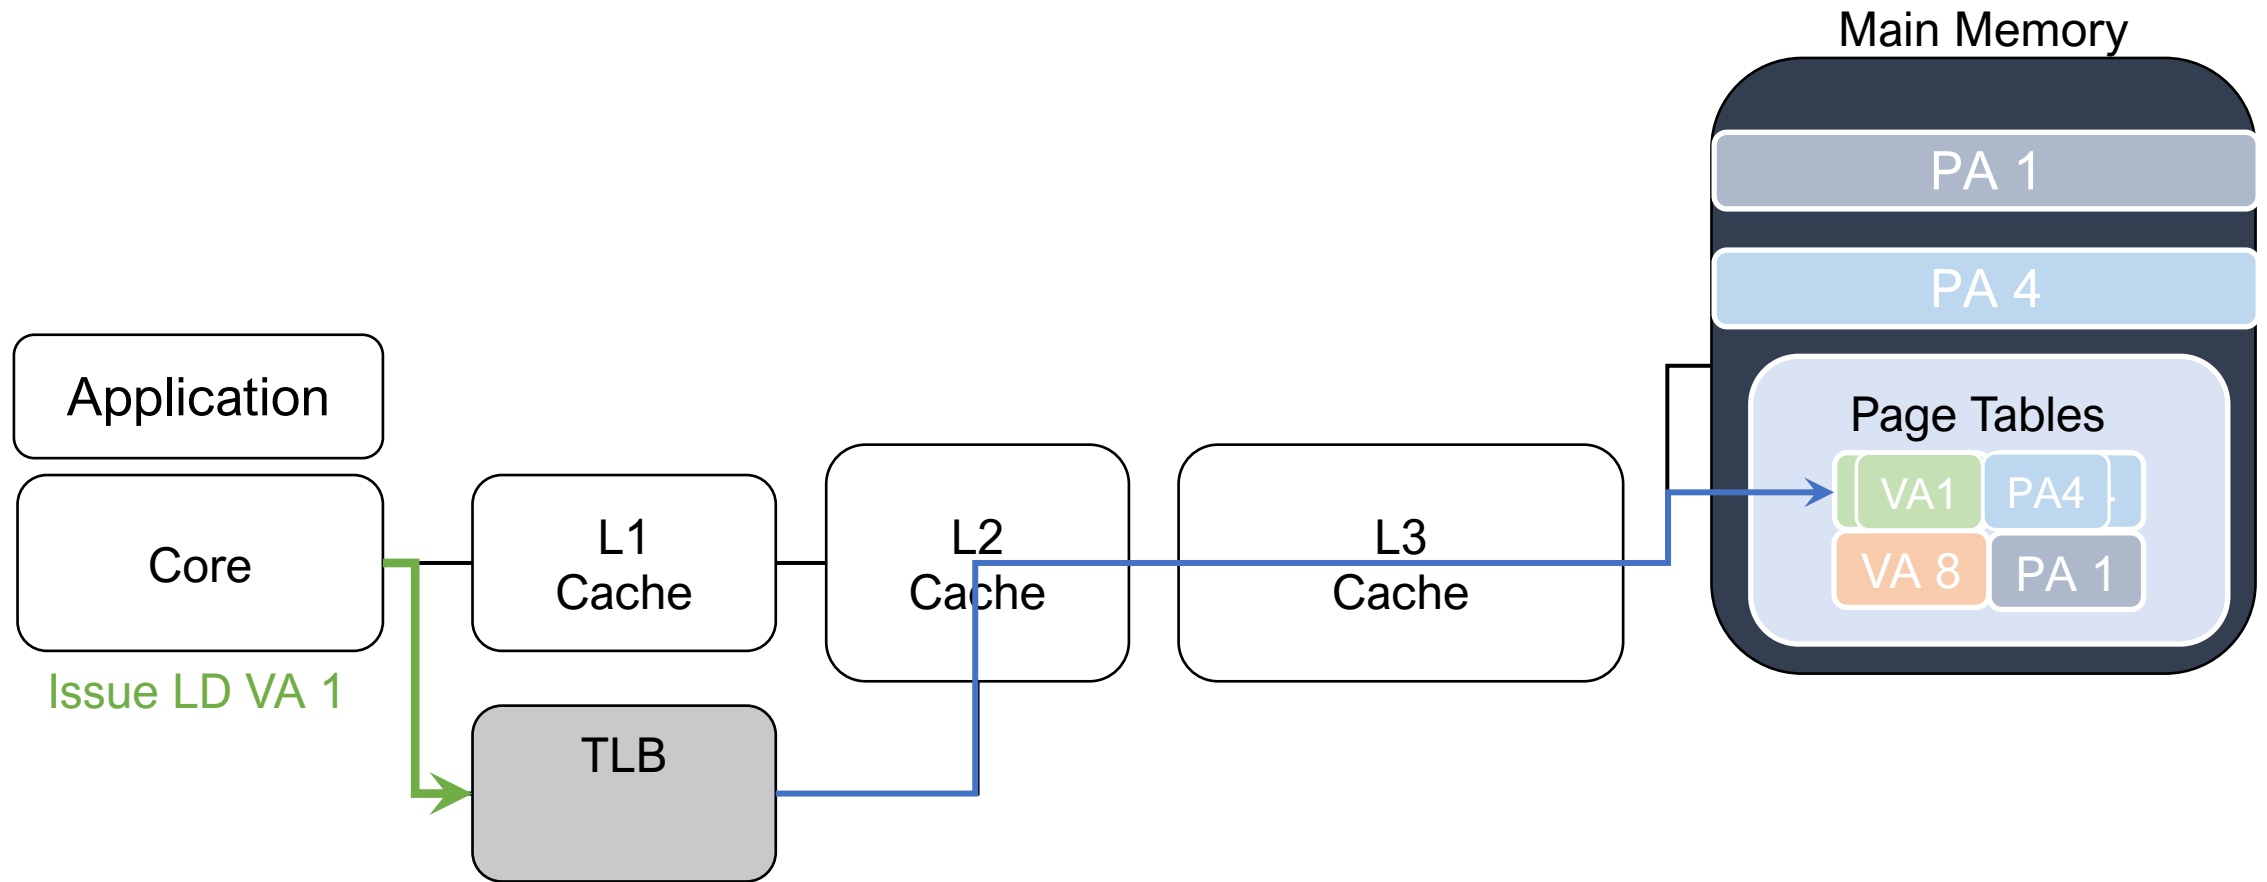 Main Memory
PA 1
PA 4
Application
Page Tables
VA1 PA4
Core
L1
Cache
L2
Cache
L3
Cache
VA 8 PA 1
Issue LD VA 1
TLB